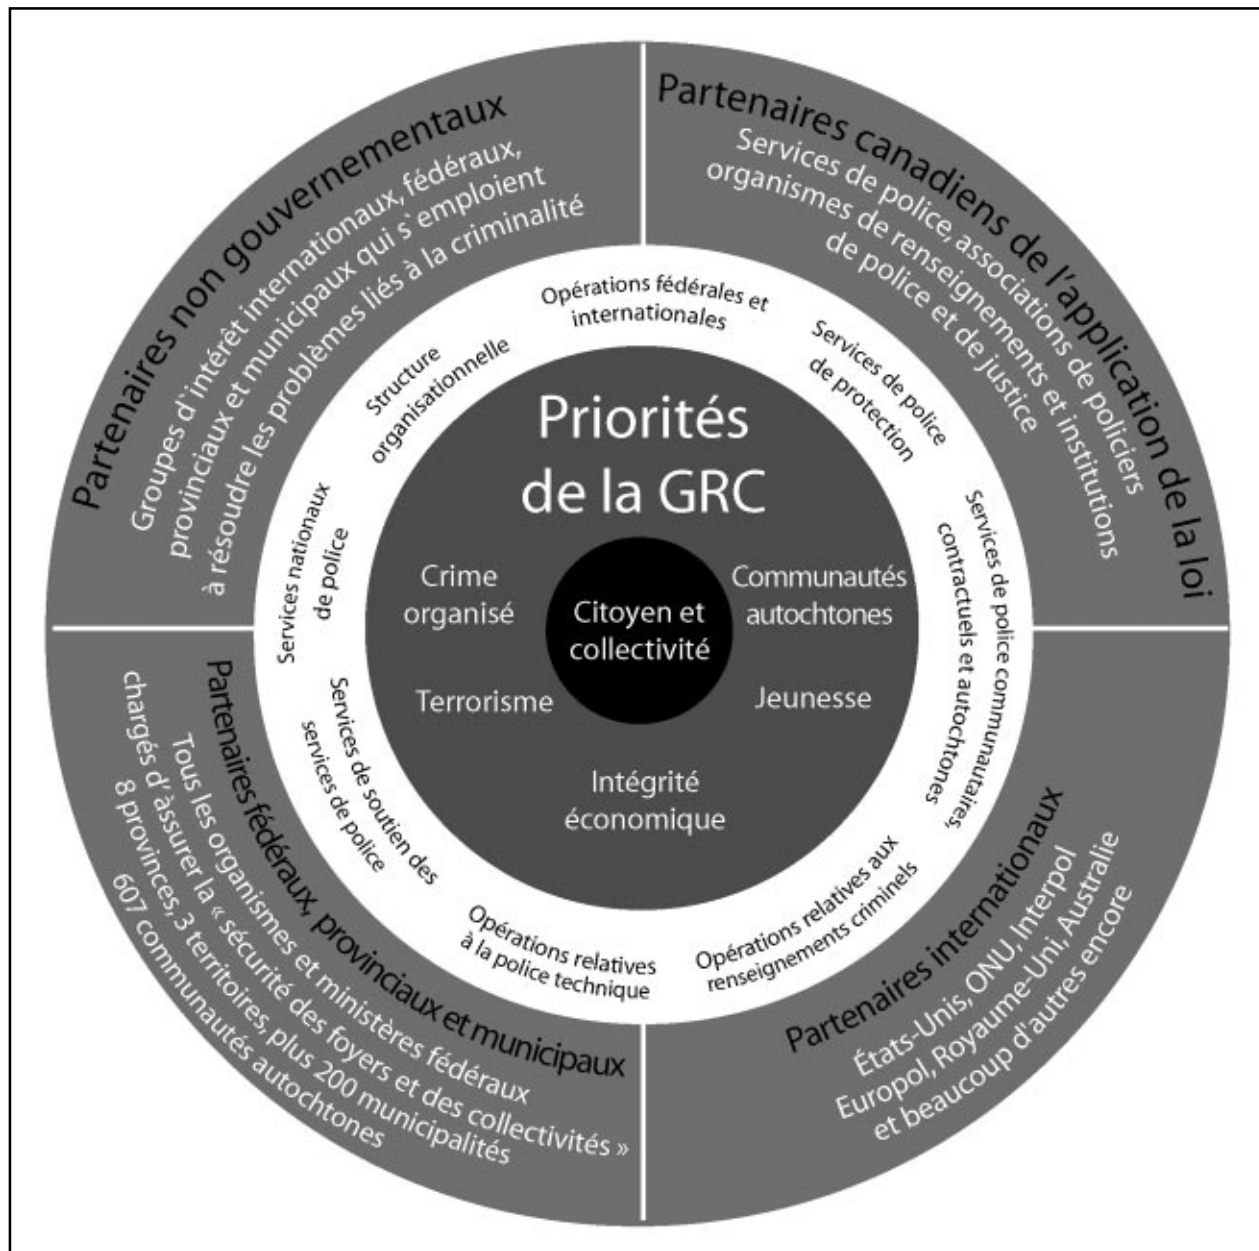 Partenaires non gouvernementaux
Groupes d`intérêt internationaux, fédéraux,
provinciaux et municipaux qui s`emploient
à résoudre les problèmes liés à la criminalité
Partenaires canadiens de l'application de la loi
Services de police, associations de policiers
organismes de renseignements et institutions
de police et de justice
Opérations fédérales et
internationales
Services de police
de protection
Services de police communautaires,
contractuels et autochtones
Opérations relatives aux
renseignements criminels
Opérations relatives
à la police technique
Services de soutien des
services de police
Services nationaux
de police
Structure
organisationnelle
Priorités
de la GRC
Crime
organisé
Communautés
autochtones
Citoyen et
collectivité
Terrorisme
Jeunesse
Intégrité
économique
Partenaires fédéraux, provinciaux et municipaux
Tous les organismes et ministères fédéraux
chargés d'àssurer la « sécurité des foyers et des collectivités »
8 provinces, 3 territoires, plus 200 municipalités
607 communautés autochtones
Partenaires internationaux
États-Unis, ONU, Interpol
Europol, Royaume-Uni, Australie
et beaucoup d'autres encore